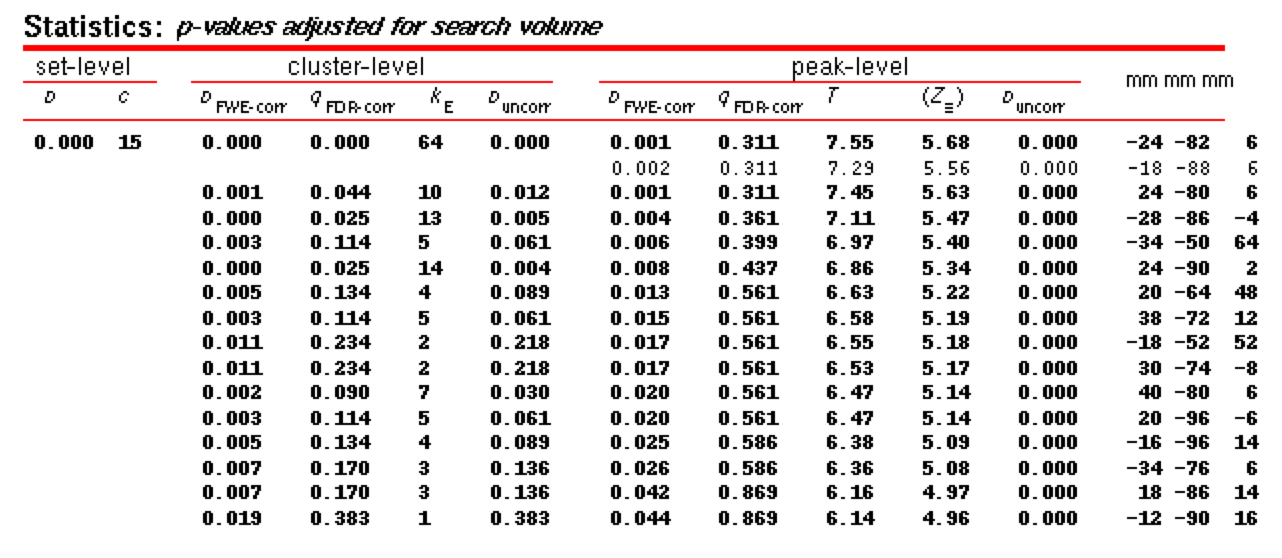 Statistics: p-values adjusted for search volume
set-level cluster-level peak-level mm mm mm
p c p FWE-corr q FDR-corr k E p uncorr p FWE-corr q FDR-corr T (Z≡) p uncorr
0.000 15 0.000 0.000 64 0.000 0.001 0.311 7.55 5.68 0.000 -24 -82 6
0.002 0.311 7.29 5.56 0.000 -18 -88 6
0.001 0.044 10 0.012 0.001 0.311 7.45 5.63 0.000 24 -80 6
0.000 0.025 13 0.005 0.004 0.361 7.11 5.47 0.000 -28 -86 -4
0.003 0.114 5 0.061 0.006 0.399 6.97 5.40 0.000 -34 -50 64
0.000 0.025 14 0.004 0.008 0.437 6.86 5.34 0.000 24 -90 2
0.005 0.134 4 0.089 0.013 0.561 6.63 5.22 0.000 20 -64 48
0.003 0.114 5 0.061 0.015 0.561 6.58 5.19 0.000 38 -72 12
0.011 0.234 2 0.218 0.017 0.561 6.55 5.18 0.000 -18 -52 52
0.011 0.234 2 0.218 0.017 0.561 6.53 5.17 0.000 30 -74 -8
0.002 0.090 7 0.030 0.020 0.561 6.47 5.14 0.000 40 -80 6
0.003 0.114 5 0.061 0.020 0.561 6.47 5.14 0.000 20 -96 -6
0.005 0.134 4 0.089 0.025 0.586 6.38 5.09 0.000 -16 -96 14
0.007 0.170 3 0.136 0.026 0.586 6.36 5.08 0.000 -34 -76 6
0.007 0.170 3 0.136 0.042 0.869 6.16 4.97 0.000 18 -86 14
0.019 0.383 1 0.383 0.044 0.869 6.14 4.96 0.000 -12 -90 16